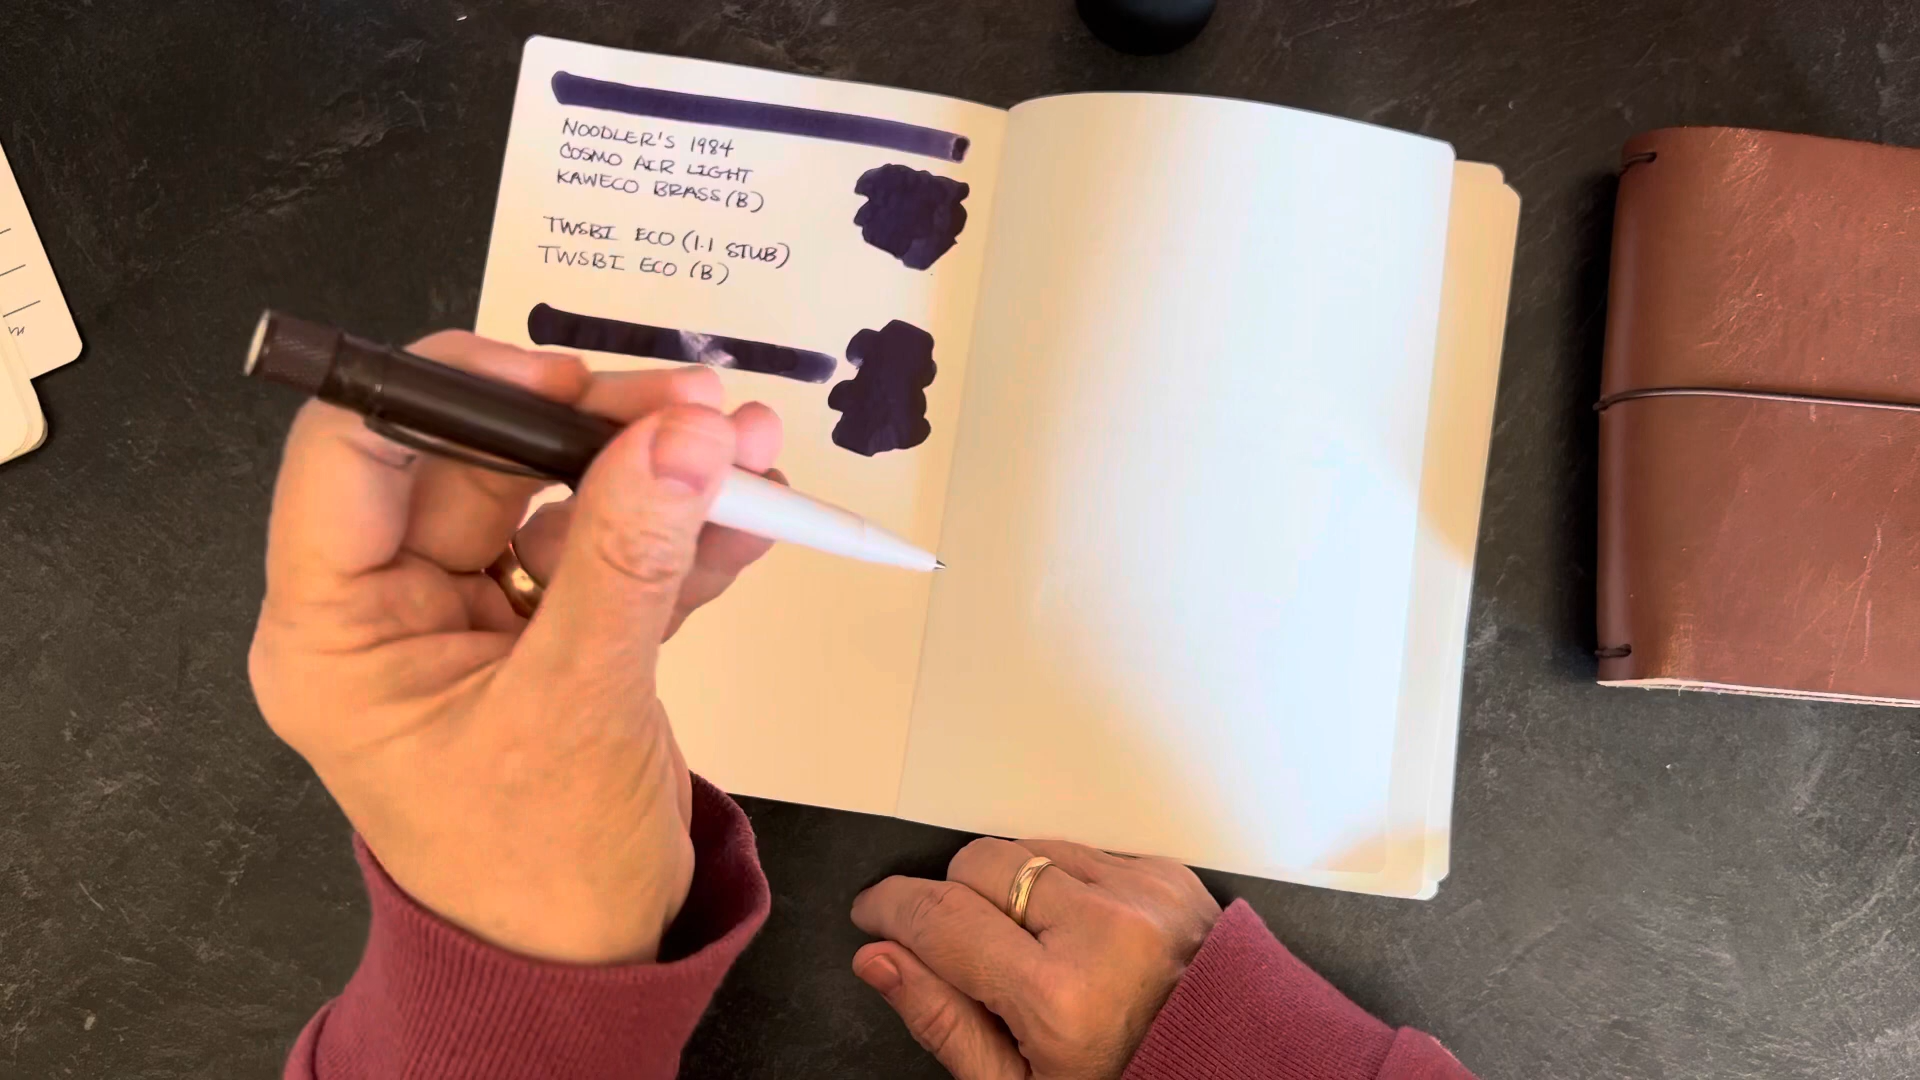 NOODLER'S 1984
COSMO AIR LIGHT
KAWECO BRASS (B)
TWSBI ECO (1.1 STUB)
TWSBI ECO (B)